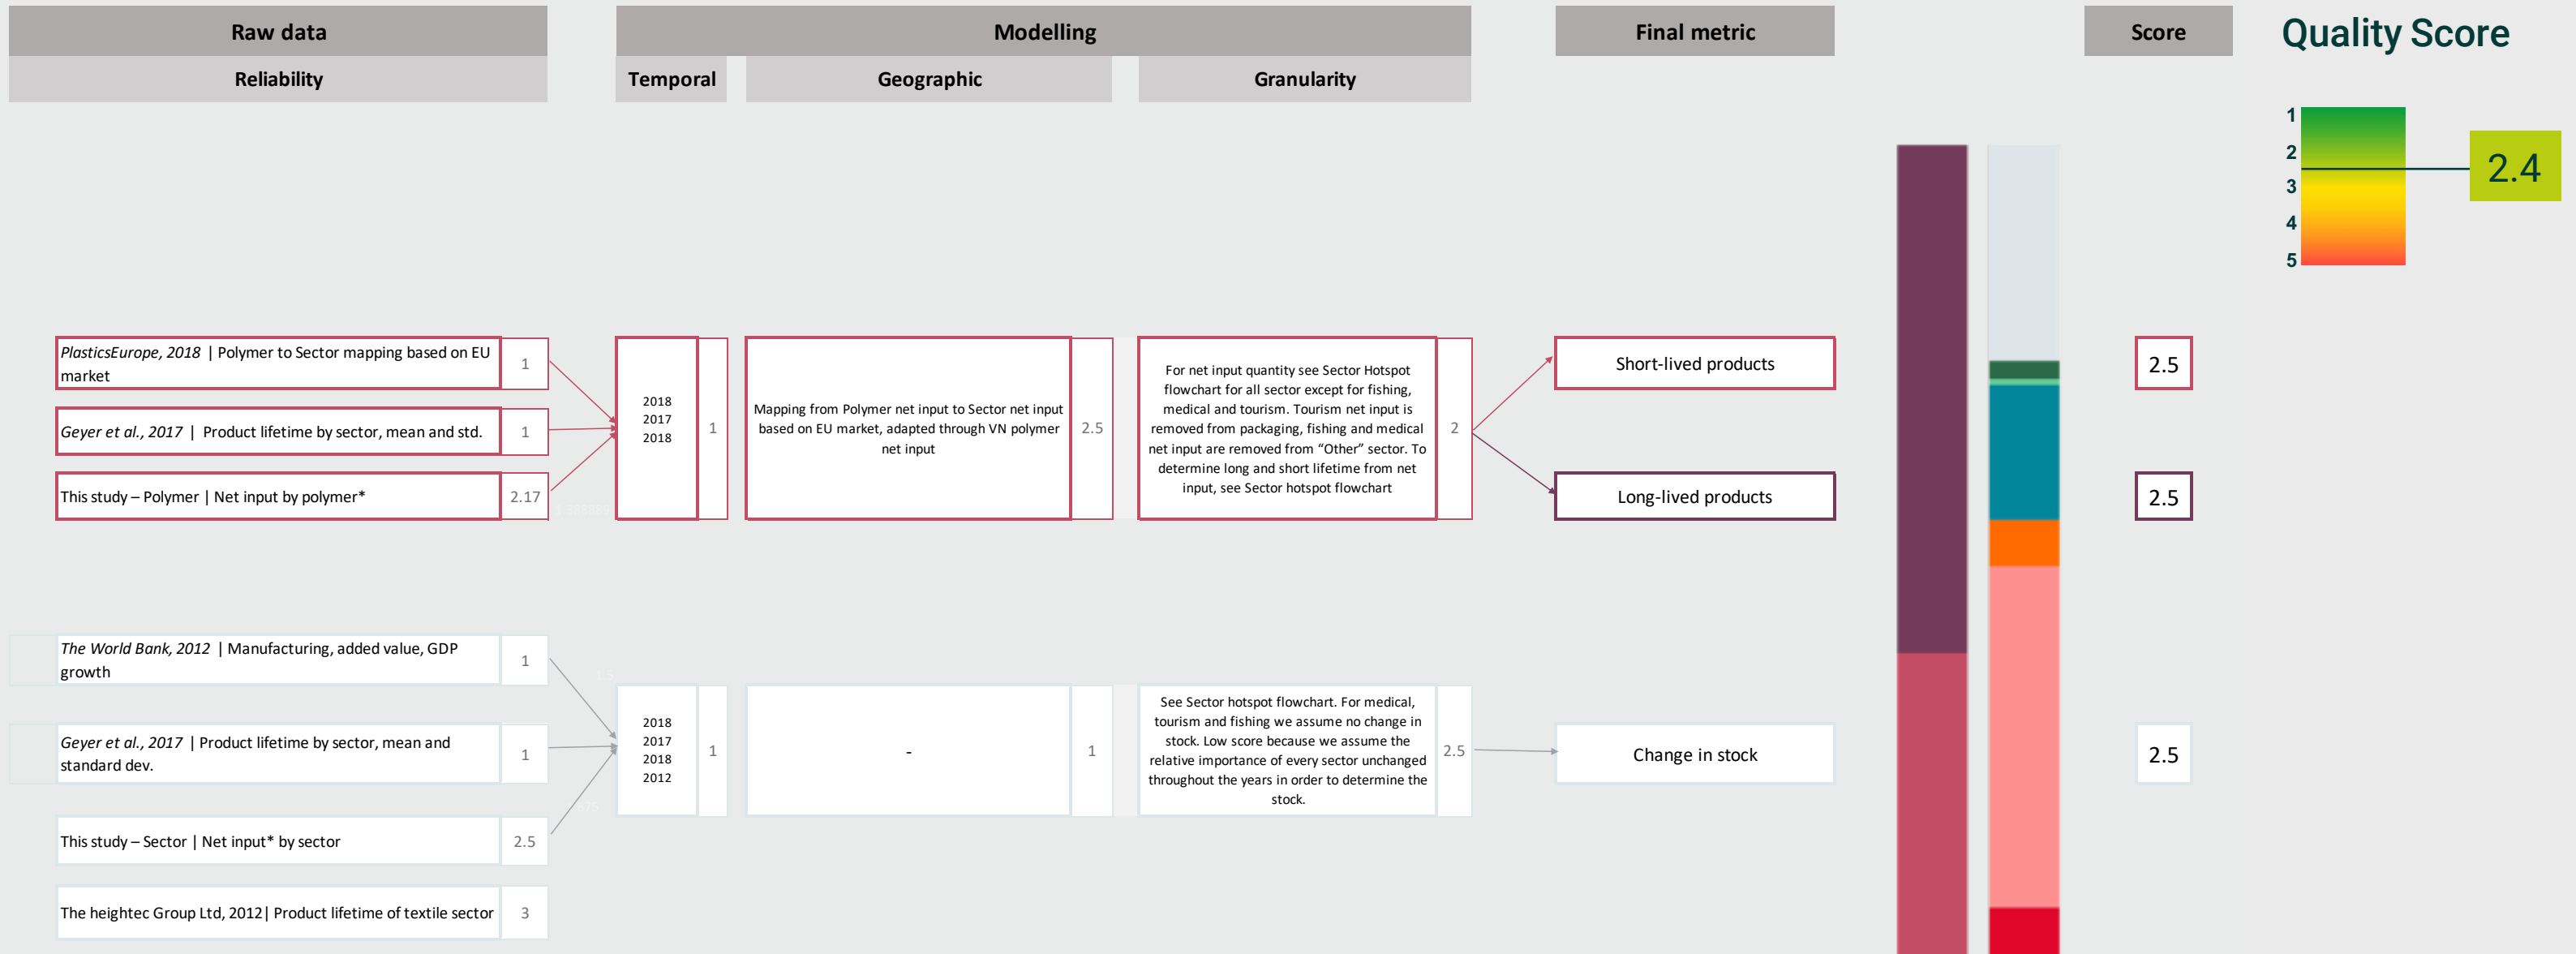 Raw data
Modelling
Final metric
Score
Quality Score
Reliability
Temporal
Geographic
Granularity
1
2
3
4
5
2.4
PlasticsEurope, 2018 | Polymer to Sector mapping based on EU
market
1
Geyer et al., 2017 | Product lifetime by sector, mean and std.
1
This study – Polymer | Net input by polymer*
2.17
2018
2017
2018
1
Mapping from Polymer net input to Sector net input
based on EU market, adapted through VN polymer
net input
2.5
For net input quantity see Sector Hotspot
flowchart for all sector except for fishing,
medical and tourism. Tourism net input is
removed from packaging, fishing and medical
net input are removed from “Other” sector. To
determine long and short lifetime from net
input, see Sector hotspot flowchart
2
Short-lived products
2.5
Long-lived products
2.5
The World Bank, 2012 | Manufacturing, added value, GDP
growth
1
Geyer et al., 2017 | Product lifetime by sector, mean and
standard dev.
1
This study – Sector | Net input* by sector
2.5
The heightec Group Ltd, 2012| Product lifetime of textile sector
3
1.5
2018
2017
2018
2012
1
-
1
See Sector hotspot flowchart. For medical,
tourism and fishing we assume no change in
stock. Low score because we assume the
relative importance of every sector unchanged
throughout the years in order to determine the
stock.
2.5
Change in stock
2.5